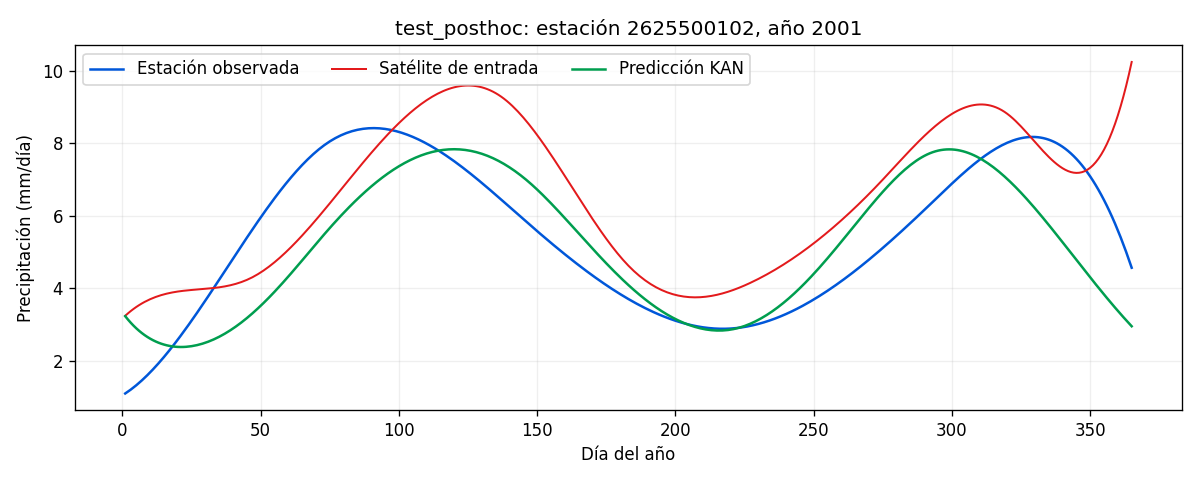 test_posthoc: estación 2625500102, año 2001
Estación observada Satélite de entrada Predicción KAN
Precipitación (mm/día)
10
8
6
4
2
0 50 100 150 200 250 300 350
Día del año